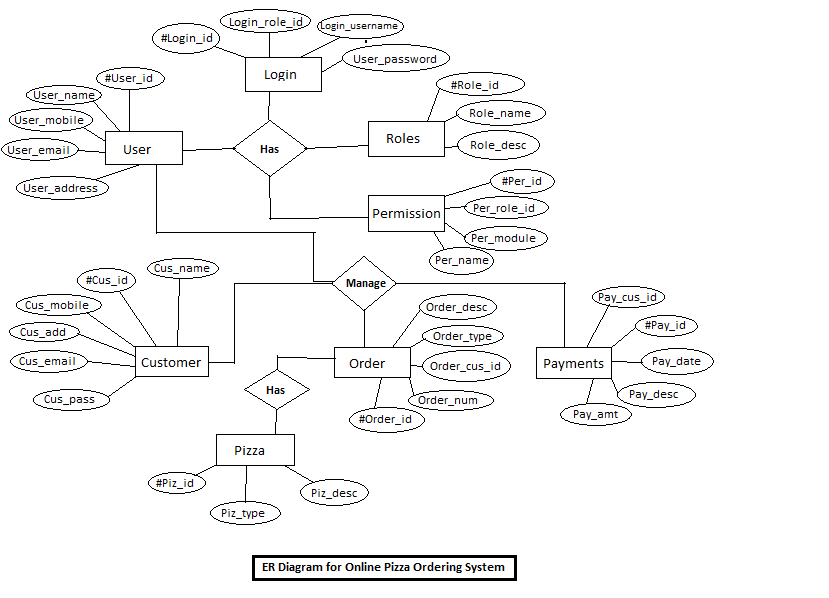 Login_role_id
Login_username
#Login_id
User_password
Login
#User_id
#Role_id
User_name
Role_name
User_mobile
Roles
Role_desc
User
Has
User_email
#Per_id
User_address
Per_role_id
Permission
Per_module
Per_name
Cus_name
#Cus_id
Manage
Pay_cus_id
Cus_mobile
Order_desc
#Pay_id
Cus_add
Order_type
Cus_email
Customer
Order
Order_cus_id
Payments
Pay_date
Has
Cus_pass
Order_num
Pay_desc
#Order_id
Pay_amt
Pizza
#Piz_id
Piz_desc
Piz_type
ER Diagram for Online Pizza Ordering System